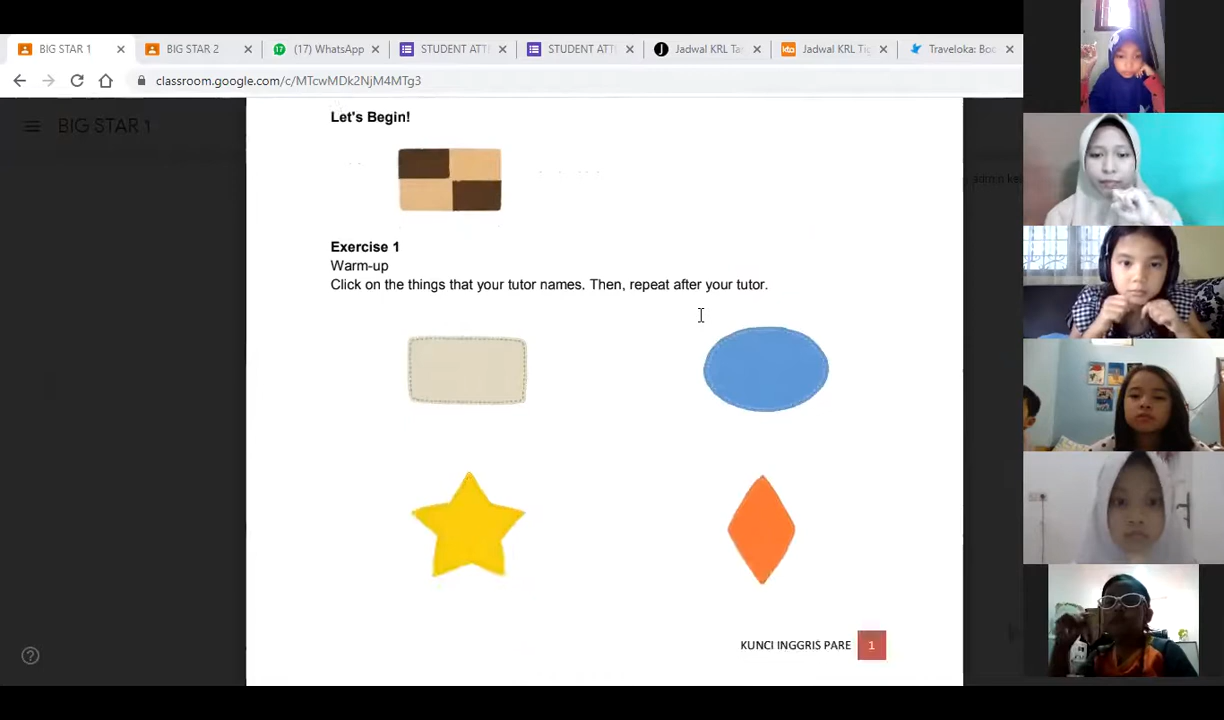 BIG STAR 1
BIG STAR 2
(17) WhatsApp
STUDENT ATT
STUDENT ATT
Jadwal KRL Ta
Jadwal KRL Tig
Traveloka: Boo
classroom.google.com/c/MTcwMDk2NjM4MTg3
BIG STAR 1
Let's Begin!
Exercise 1
Warm-up
Click on the things that your tutor names. Then, repeat after your tutor.
KUNCI INGGRIS PARE 1